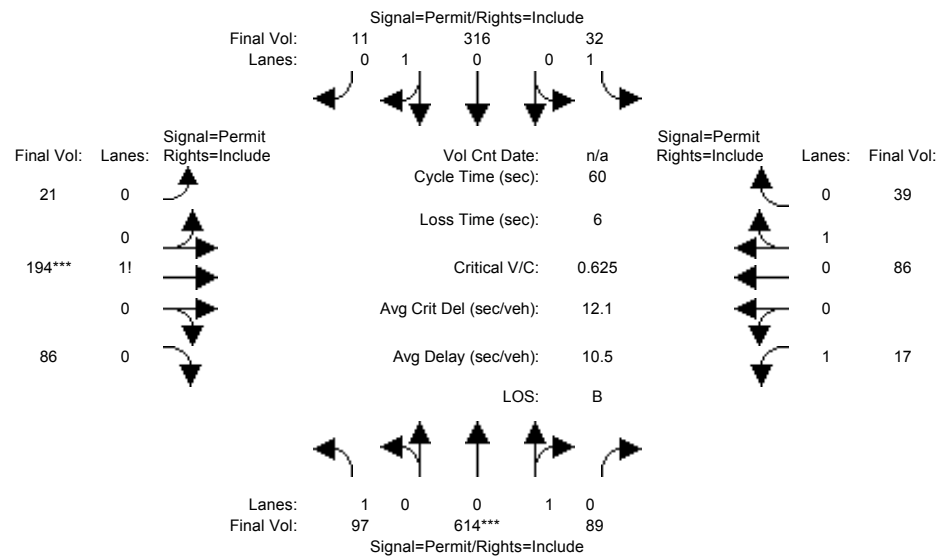 Signal=Permit/Rights=Include
Final Vol: 11 316 32
Lanes: 0 1 0 0 1
Signal=Permit
Final Vol: Lanes: Rights=Include
Vol Cnt Date: n/a
Signal=Permit
Rights=Include Lanes: Final Vol:
Cycle Time (sec): 60
21 0
0 39
Loss Time (sec): 6
0
1
194*** 1!
Critical V/C: 0.625
0 86
0
Avg Crit Del (sec/veh): 12.1
0
86 0
Avg Delay (sec/veh): 10.5
1 17
LOS: B
Lanes: 1 0 0 1 0
Final Vol: 97 614*** 89
Signal=Permit/Rights=Include